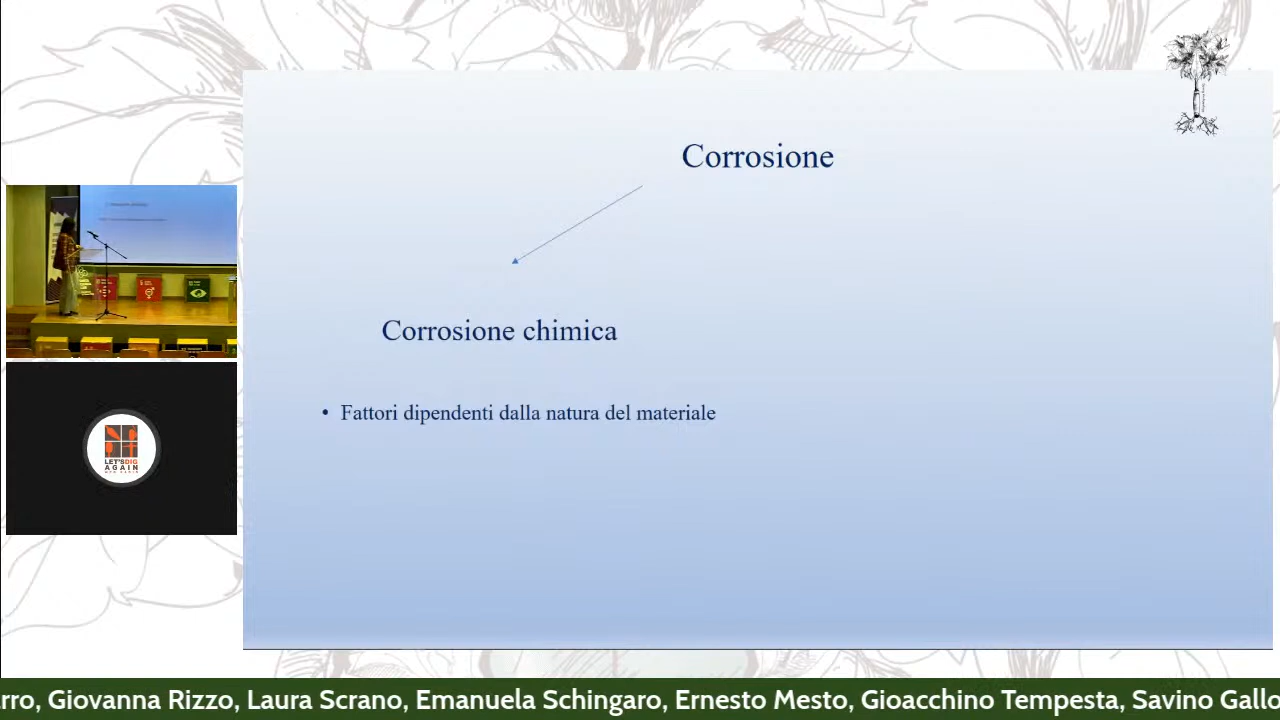 Corrosione
Corrosione chimica
• Fattori dipendenti dalla natura del materiale
LET'SDIG
AGAIN
rro, Giovanna Rizzo, Laura Scrano, Emanuela Schingaro, Ernesto Mesto, Gioacchino Tempesta, Savino Gallo